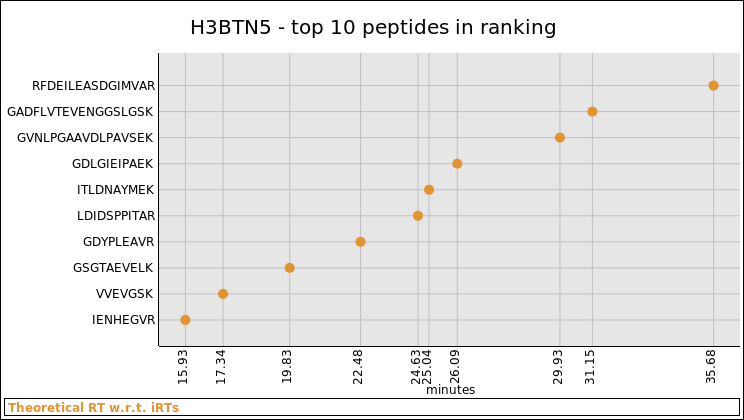 H3BTN5 - top 10 peptides in ranking
RFDEILEASDGIMVAR
GADFLVTEVENGGSLGSK
GVNLPGAAVDLPAVSEK
GDLGIEIPAEK
ITLDNAYMEK
LDIDSPPITAR
GDYPLEAVR
GSGTAEVELK
VVEVGSK
IENHEGVR
15.93
17.34
19.83
22.48
24.63
25.04
26.09
29.93
31.15
35.68
minutes
Theoretical RT w.r.t. iRTs